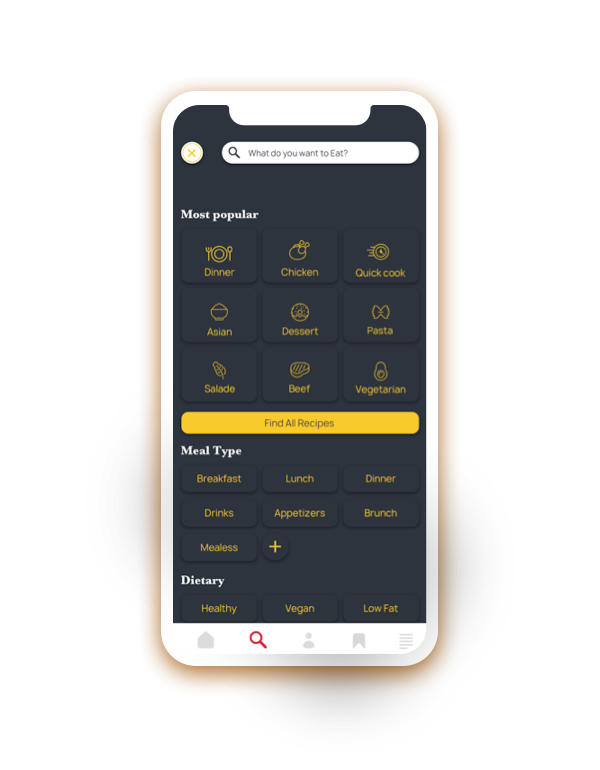 What do you want to Eat?
Most popular
Dinner Chicken Quick cook
Asian Dessert Pasta
Salade Beef Vegetarian
Find All Recipes
Meal Type
Breakfast Lunch Dinner
Drinks Appetizers Brunch
Mealess +
Dietary
Healthy Vegan Low Fat